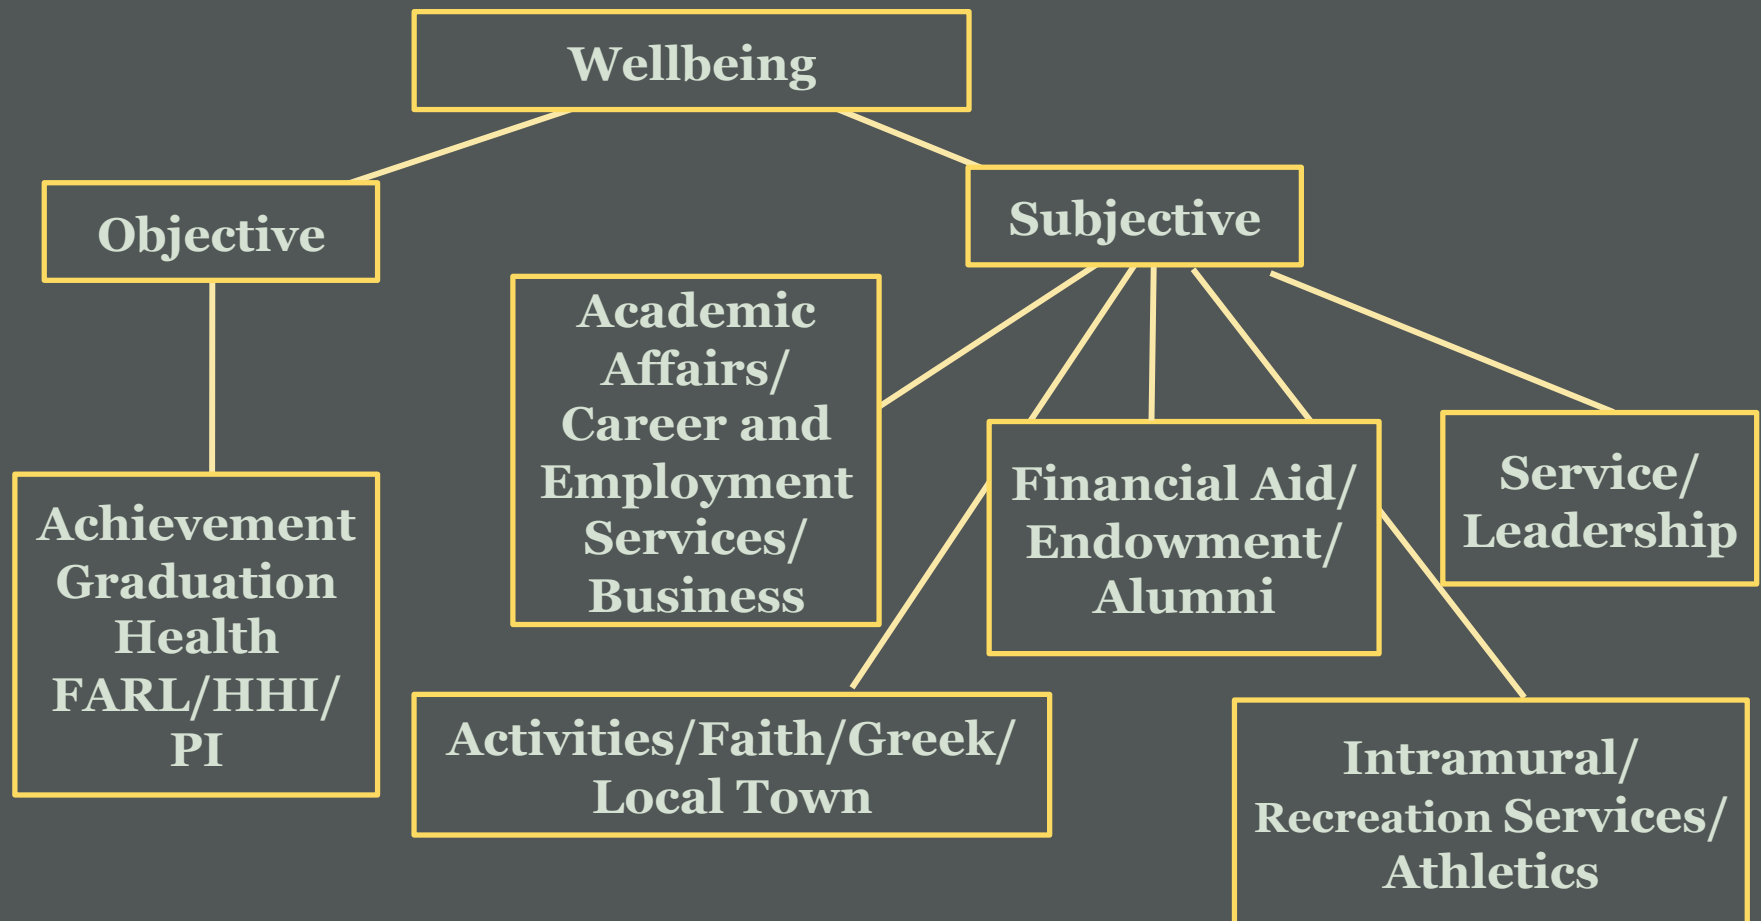 Wellbeing
Objective
Subjective
Academic
Affairs/
Career and
Employment
Services/
Business
Achievement
Graduation
Health
FARL/HHI/
PI
Financial Aid/
Endowment/
Alumni
Service/
Leadership
Activities/Faith/Greek/
Local Town
Intramural/
Recreation Services/
Athletics